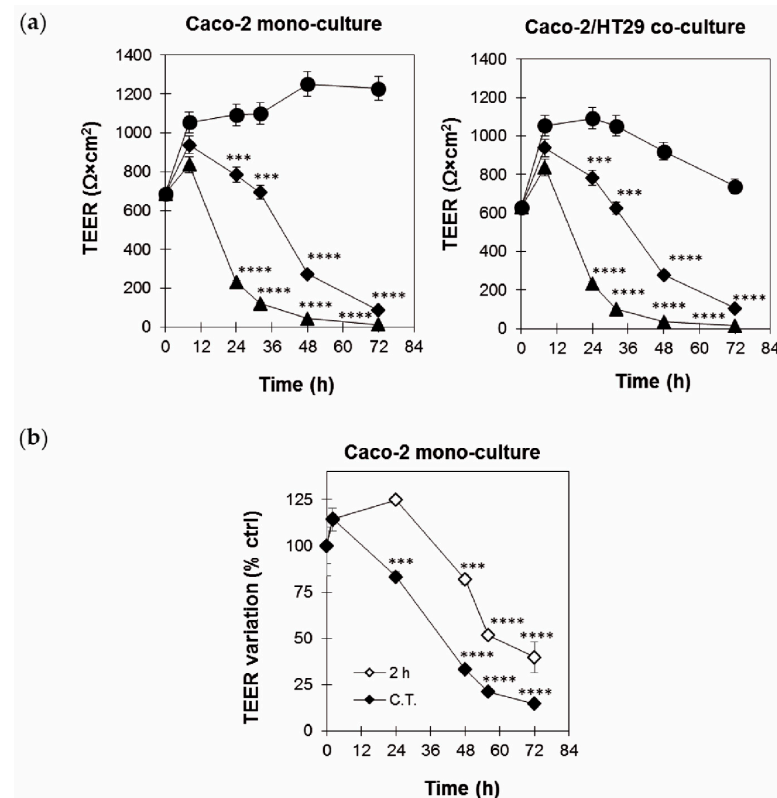 (a)
Caco-2 mono-culture
TEER (Ω×cm²)
1400
1200
1000
800
600
400
200
0
***
***
****
****
****
****
****
****
0 12 24 36 48 60 72 84
Time (h)
Caco-2/HT29 co-culture
TEER (Ω×cm²)
1400
1200
1000
800
600
400
200
0
***
***
****
****
****
****
****
****
0 12 24 36 48 60 72 84
Time (h)
(b)
Caco-2 mono-culture
TEER variation (% ctrl)
125
100
75
50
25
0
***
***
****
****
****
****
****
2 h
C.T.
0 12 24 36 48 60 72 84
Time (h)